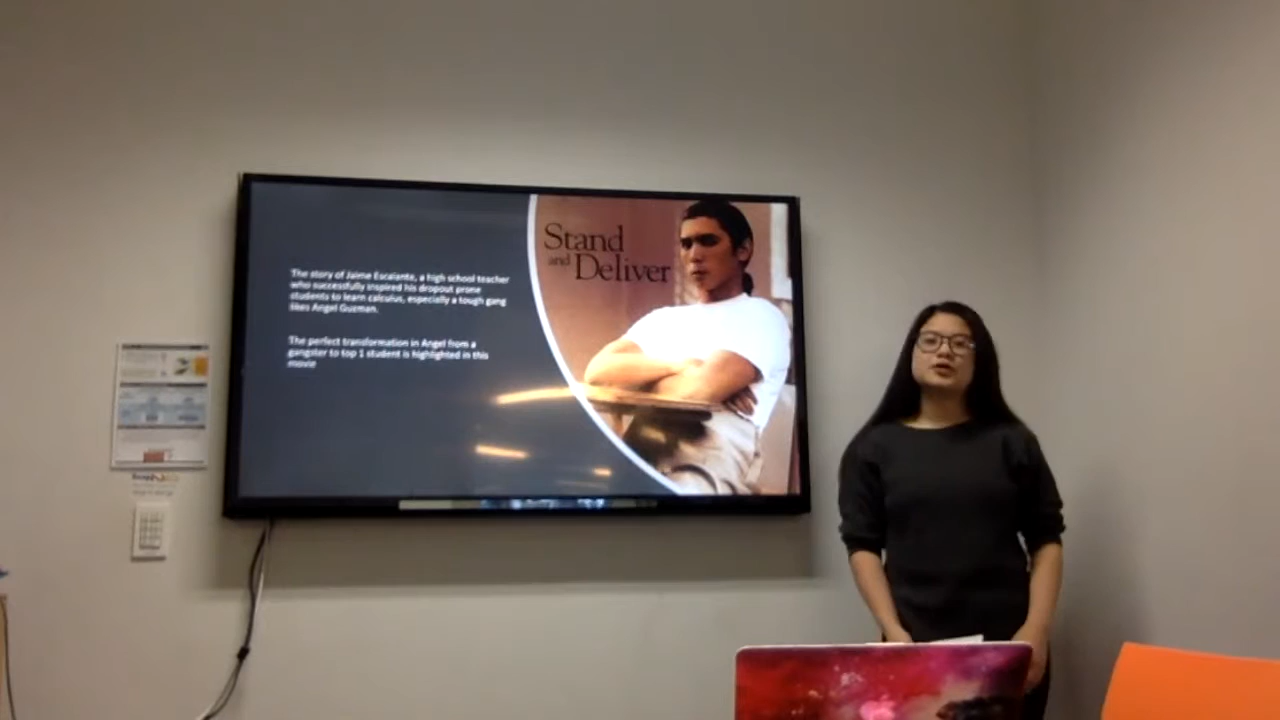 The story of Jaime Escalante, a high school teacher
who successfully inspired his dropout prone
students to learn calculus, especially a tough gang
likes Angel Guzman.
The perfect transformation in Angel from a
gangster to top 1 student is highlighted in this
movie
Stand
and Deliver